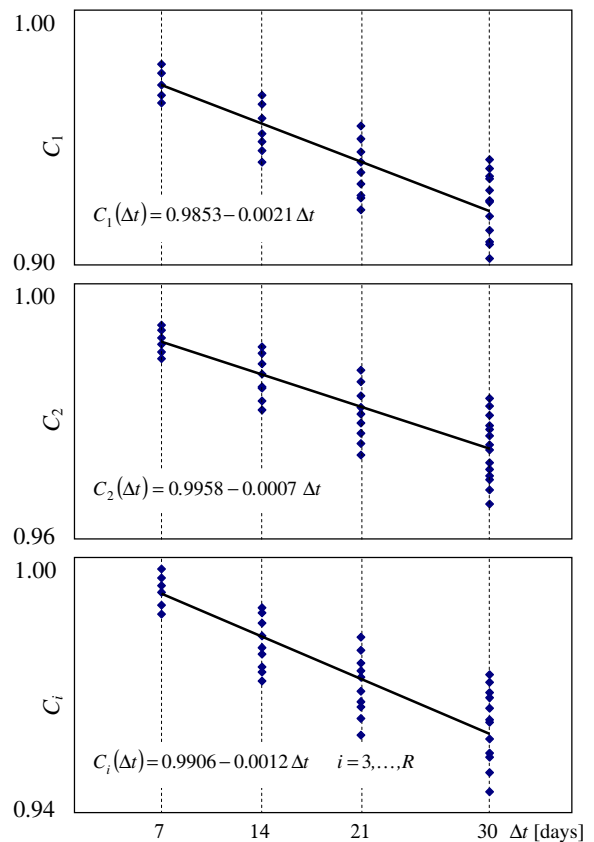 1.00
C₁
C₁(Δt) = 0.9853 − 0.0021 Δt
0.90
1.00
C₂
C₂(Δt) = 0.9958 − 0.0007 Δt
0.96
1.00
Cᵢ
Cᵢ(Δt) = 0.9906 − 0.0012 Δt i = 3,…,R
0.94
7 14 21 30 Δt [days]